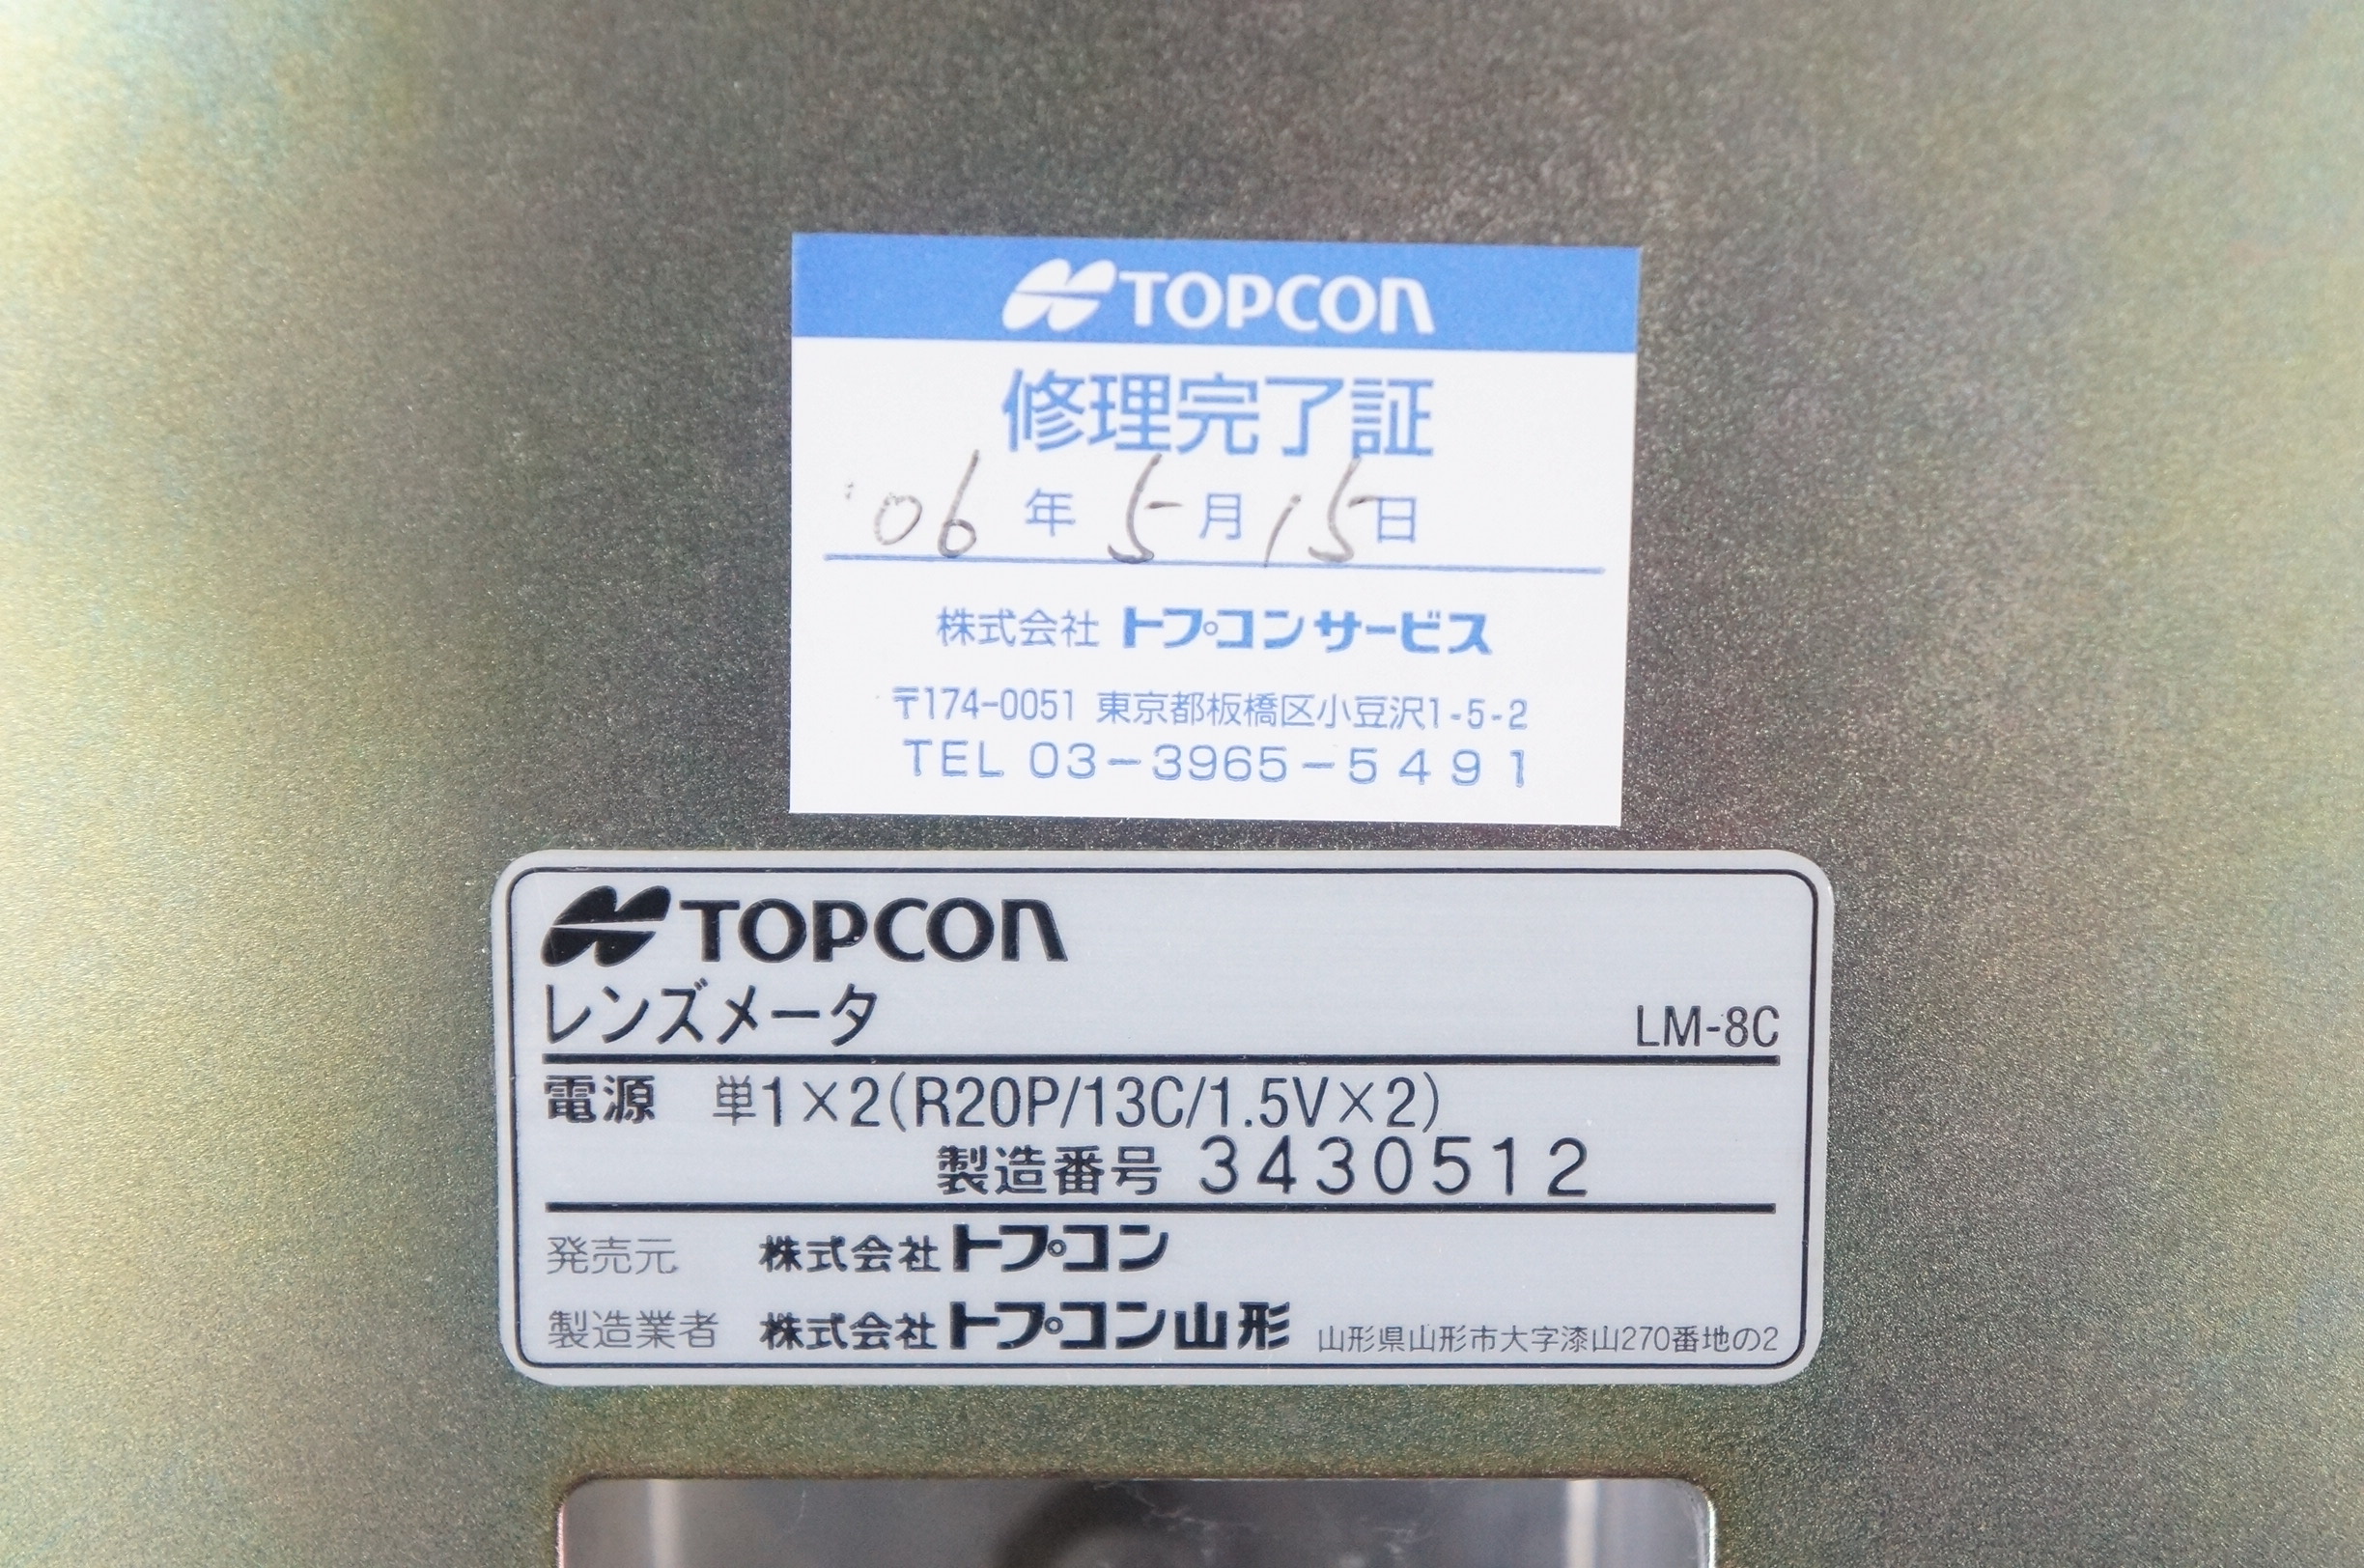 TOPCON
修理完了証
'06年5月15日
株式会社 トプコンサービス
〒174-0051 東京都板橋区小豆沢1-5-2
TEL 03-3965-5491
TOPCON
レンズメータ LM-8C
電源 単1×2(R20P/13C/1.5V×2)
製造番号 3430512
発売元 株式会社トプコン
製造業者 株式会社トプコン山形 山形県山形市大字漆山270番地の2